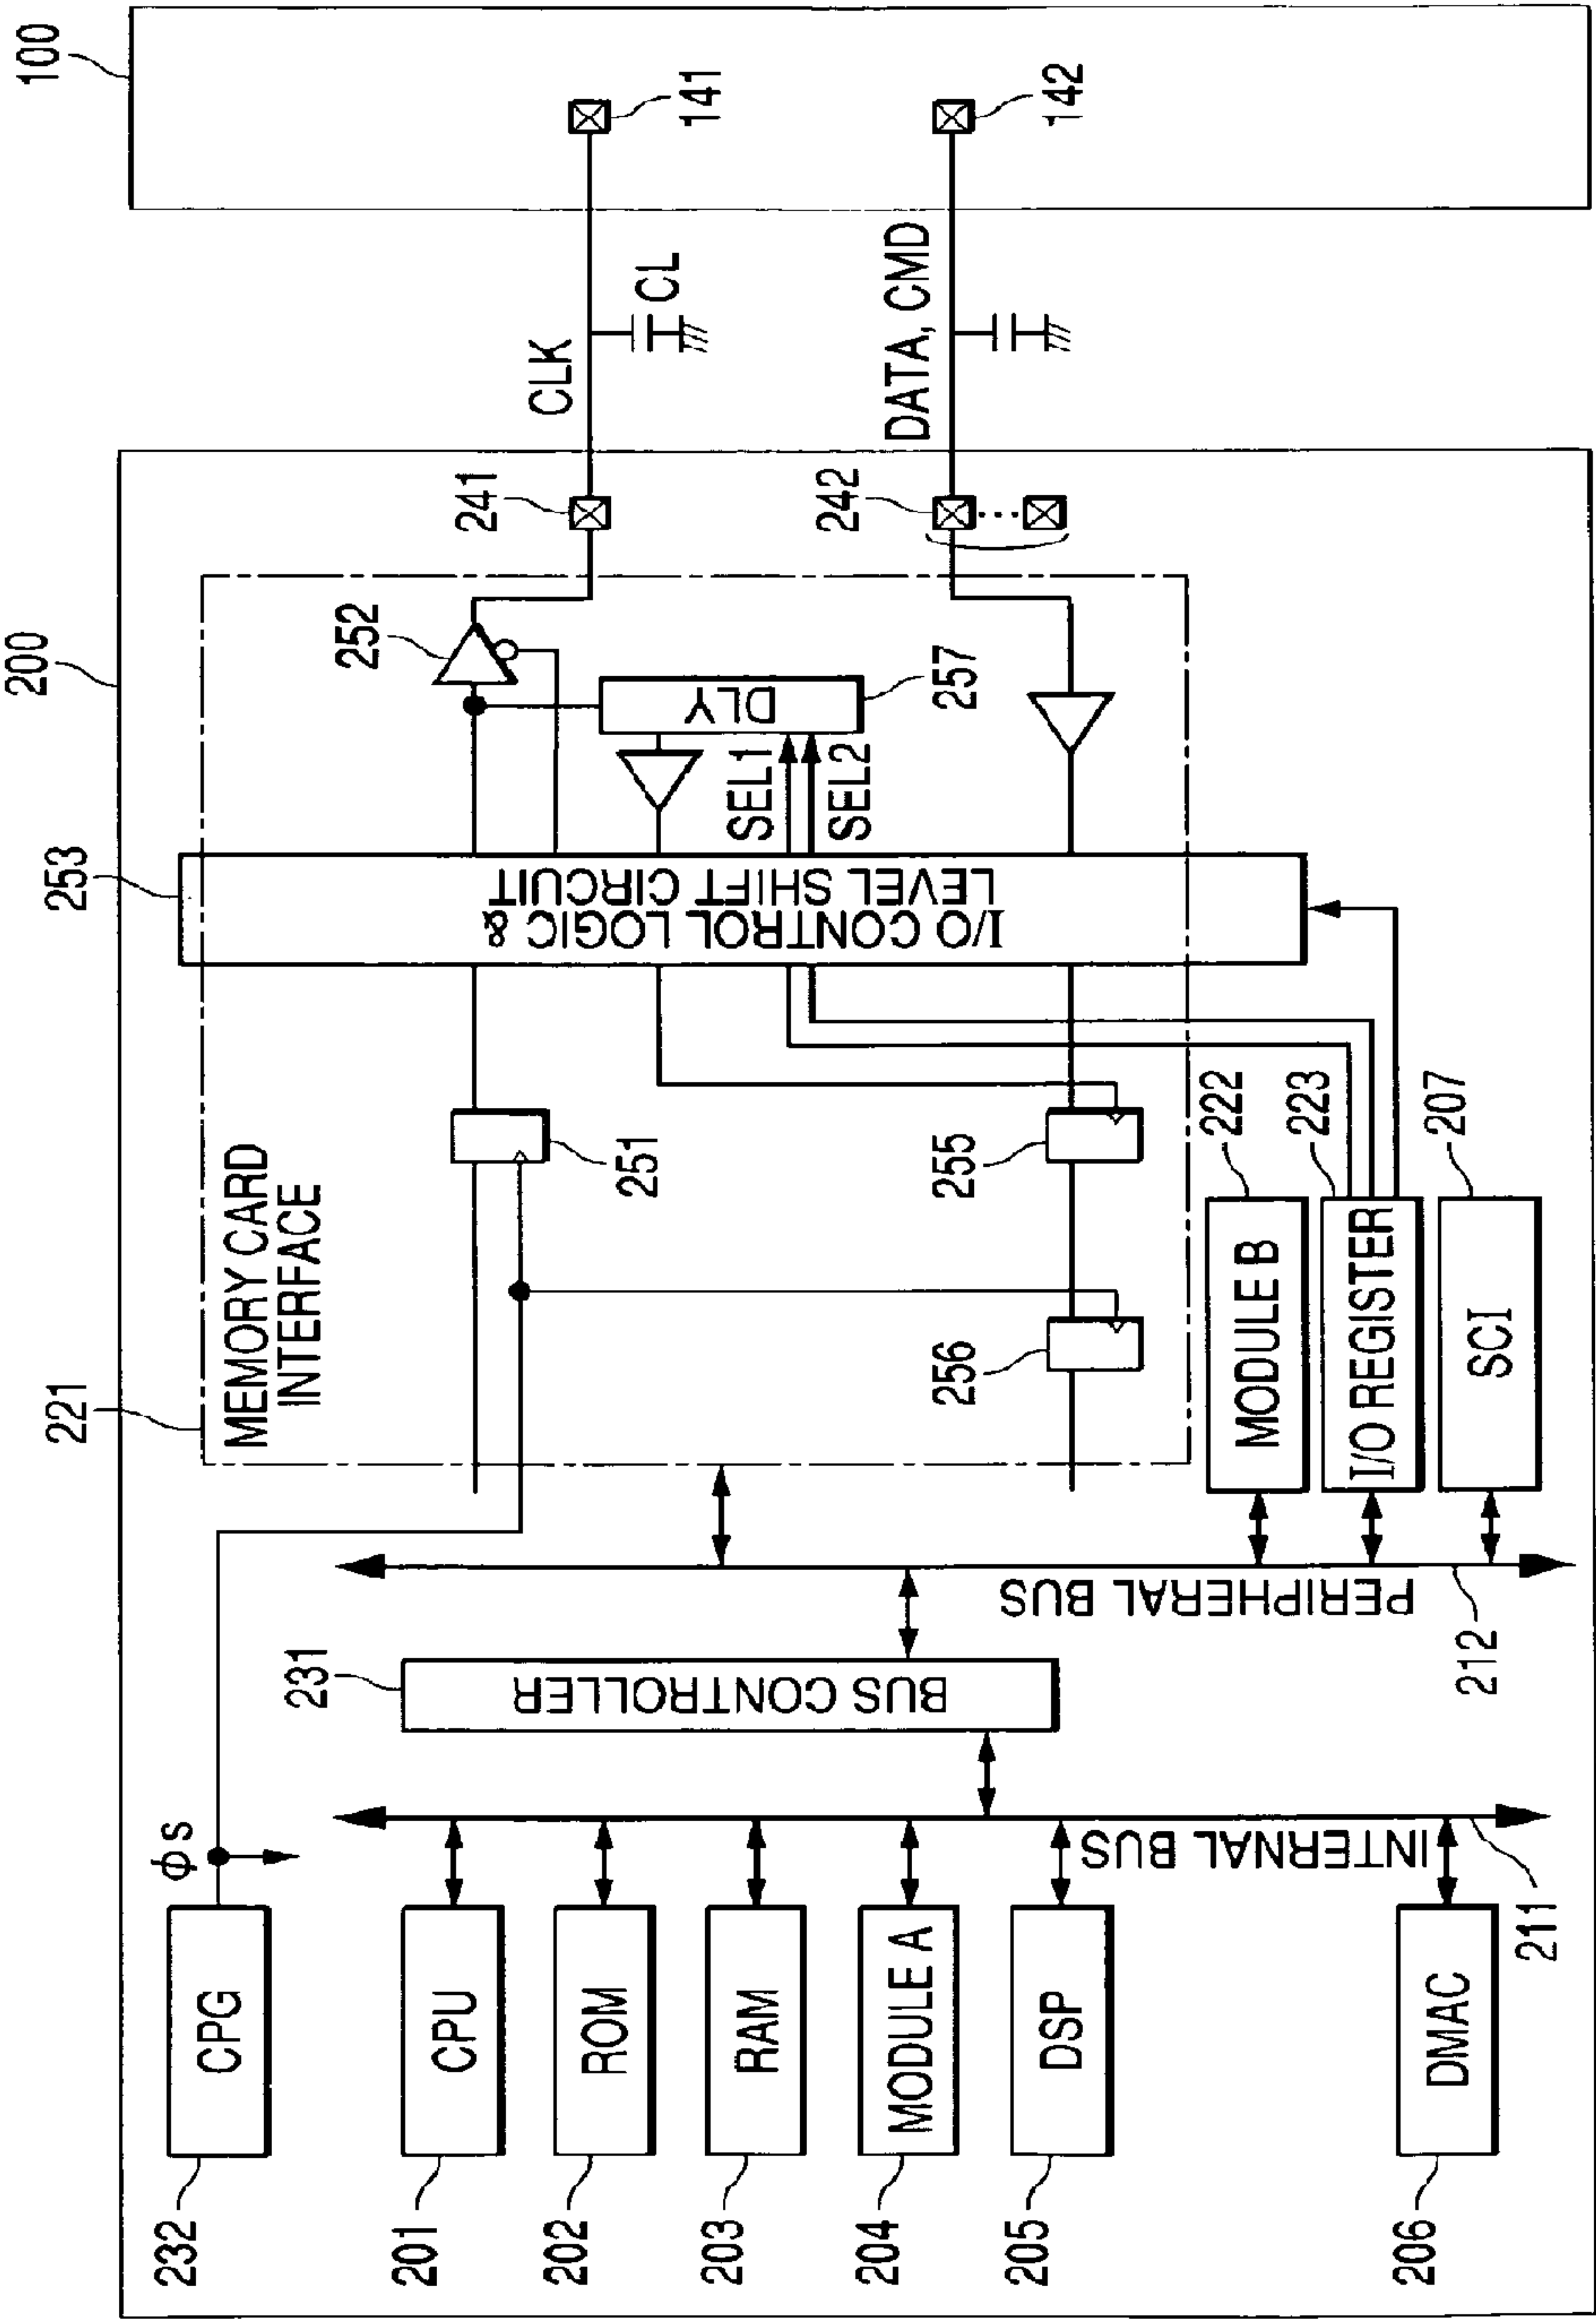 200
100
232
CPG
ϕs
221
MEMORY CARD
INTERFACE
253
252
241
CLK
CL
141
251
I/O CONTROL LOGIC &
LEVEL SHIFT CIRCUIT
DLY
257
SEL1
SEL2
242
DATA, CMD
142
256
255
201
CPU
202
ROM
203
RAM
204
MODULE A
205
DSP
206
DMAC
INTERNAL BUS
211
231
BUS CONTROLLER
PERIPHERAL BUS
212
MODULE B
222
I/O REGISTER
223
SCI
207